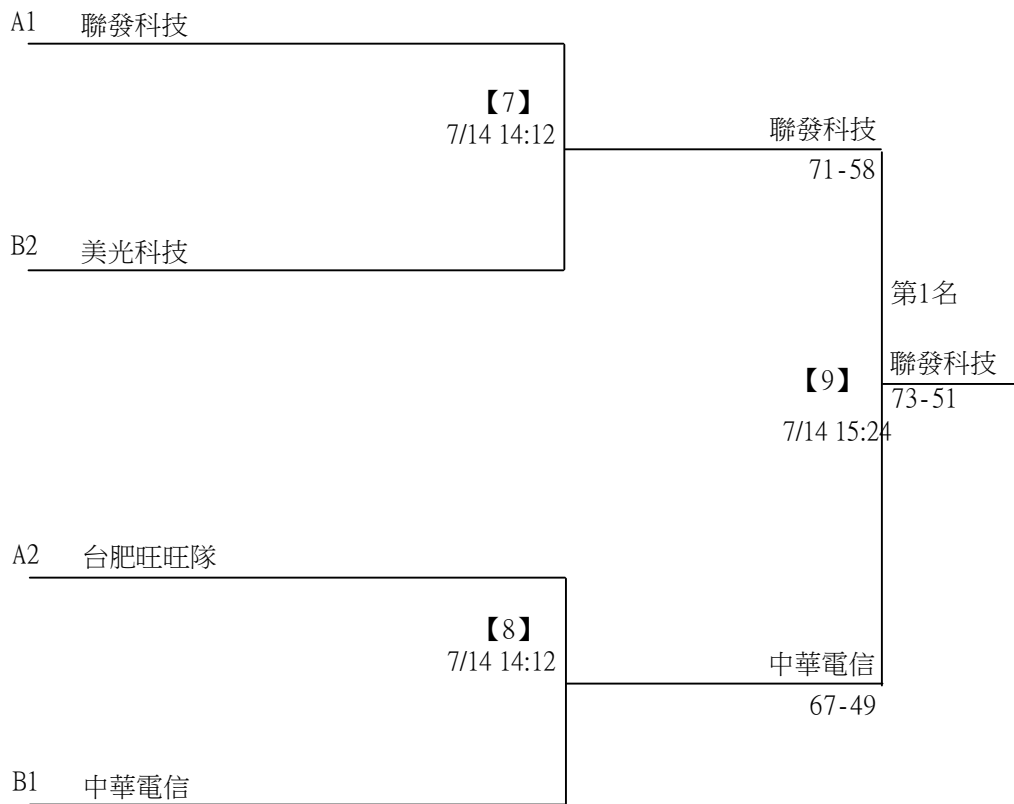 A1 聯發科技
【7】
7/14 14:12
聯發科技
71-58
B2 美光科技
第1名
聯發科技
【9】
73-51
7/14 15:24
A2 台肥旺旺隊
【8】
7/14 14:12
中華電信
67-49
B1 中華電信